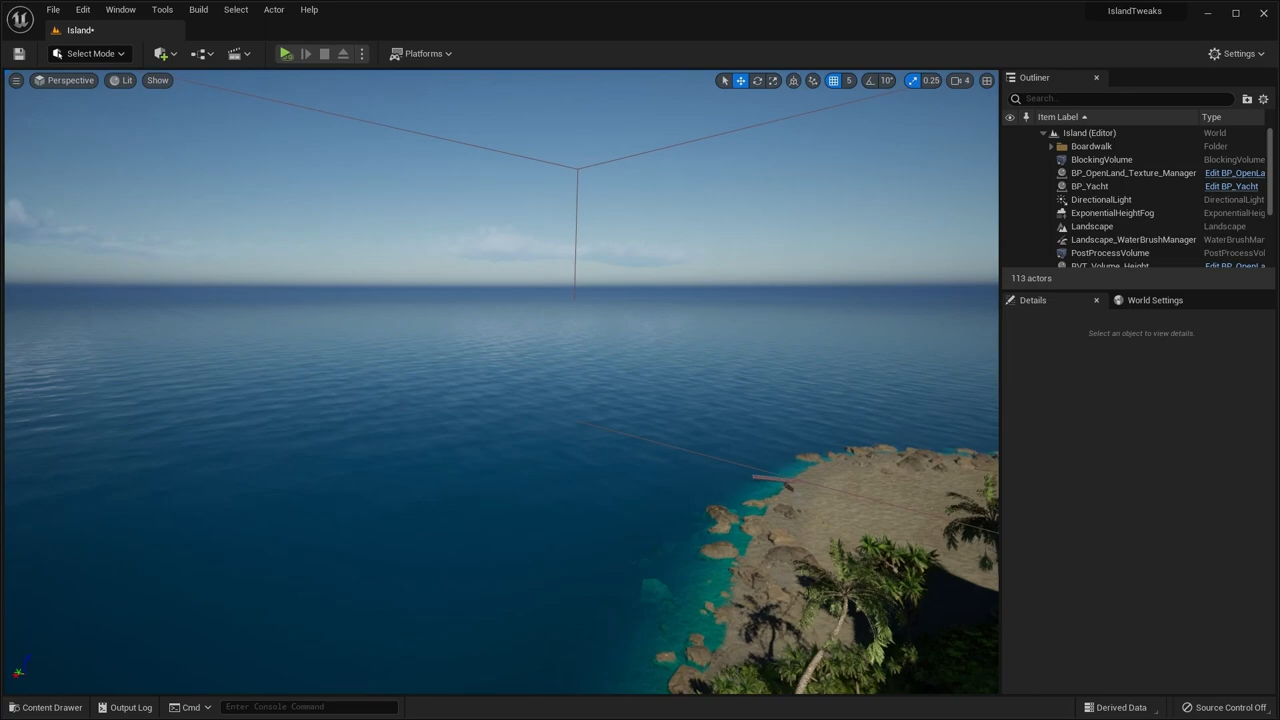 File Edit Window Tools Build Select Actor Help
IslandTweaks
Island•
Select Mode
Platforms
Settings
Perspective Lit Show
5 10° 0.25 4
Outliner
Search...
Item Label Type
Island (Editor) World
Boardwalk Folder
BlockingVolume BlockingVolume
BP_OpenLand_Texture_Manager Edit BP_OpenLa
BP_Yacht Edit BP_Yacht
DirectionalLight DirectionalLight
ExponentialHeightFog ExponentialHeig
Landscape Landscape
Landscape_WaterBrushManager WaterBrushMar
PostProcessVolume PostProcessVol
RVT_Volume_Height Edit BP_OpenLa
113 actors
Details World Settings
Select an object to view details.
Content Drawer Output Log Cmd Enter Console Command
Derived Data Source Control Off